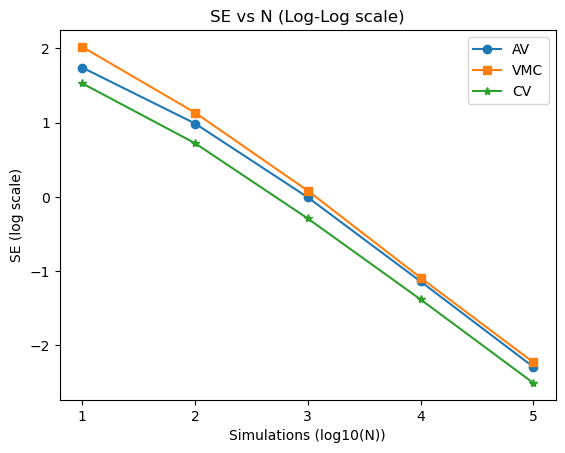 SE vs N (Log-Log scale)
AV
VMC
CV
SE (log scale)
2
1
0
−1
−2
1 2 3 4 5
Simulations (log10(N))